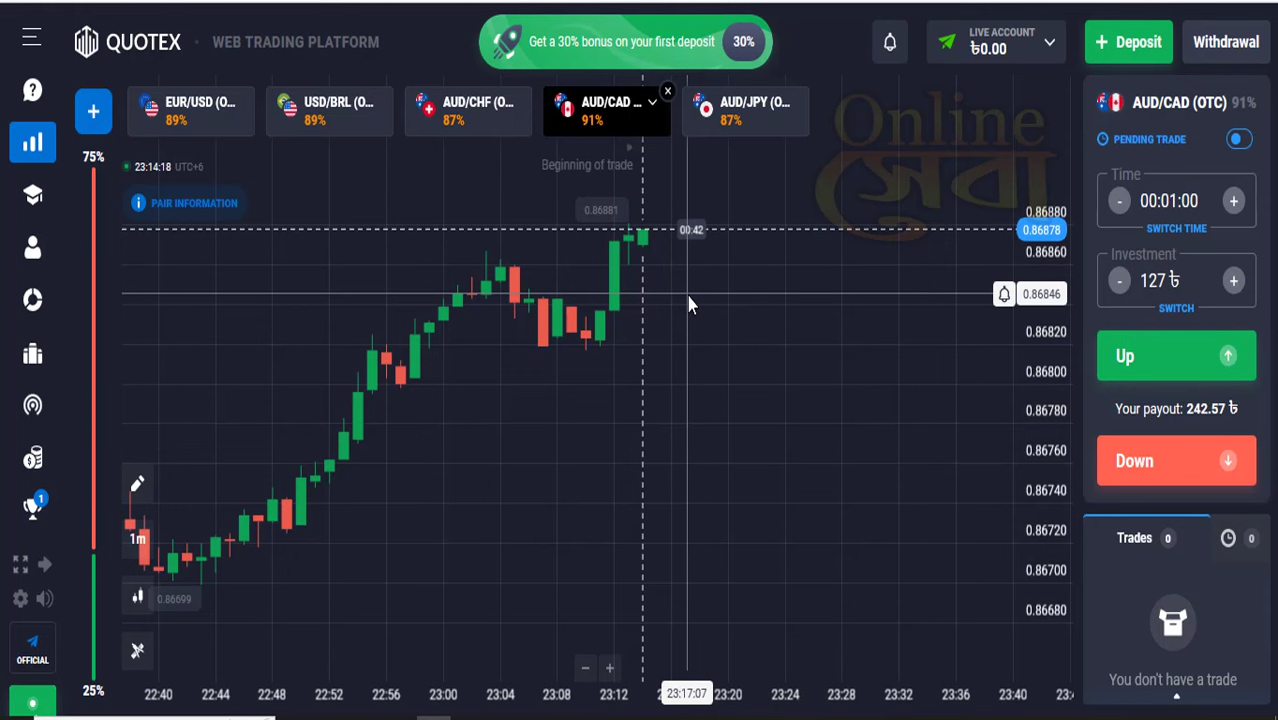 QUOTEX
WEB TRADING PLATFORM
Get a 30% bonus on your first deposit
30%
LIVE ACCOUNT
৳0.00
+ Deposit
Withdrawal
+
EUR/USD (O...
89%
USD/BRL (O...
89%
AUD/CHF (O...
87%
AUD/CAD ...
91%
AUD/JPY (O...
87%
Online
সেবা
AUD/CAD (OTC) 91%
PENDING TRADE
Time
- 00:01:00 +
SWITCH TIME
Investment
- 127 ৳ +
SWITCH
Up
Your payout: 242.57 ৳
Down
Trades 0
0
You don't have a trade
75%
25%
23:14:18 UTC+6
Beginning of trade
PAIR INFORMATION
0.86881
00:42
0.86880
0.86878
0.86860
0.86846
0.86820
0.86800
0.86780
0.86760
0.86740
0.86720
0.86700
0.86680
1m
0.86699
1
OFFICIAL
22:40
22:44
22:48
22:52
22:56
23:00
23:04
23:08
23:12
23:17:07
23:20
23:24
23:28
23:32
23:36
23:40